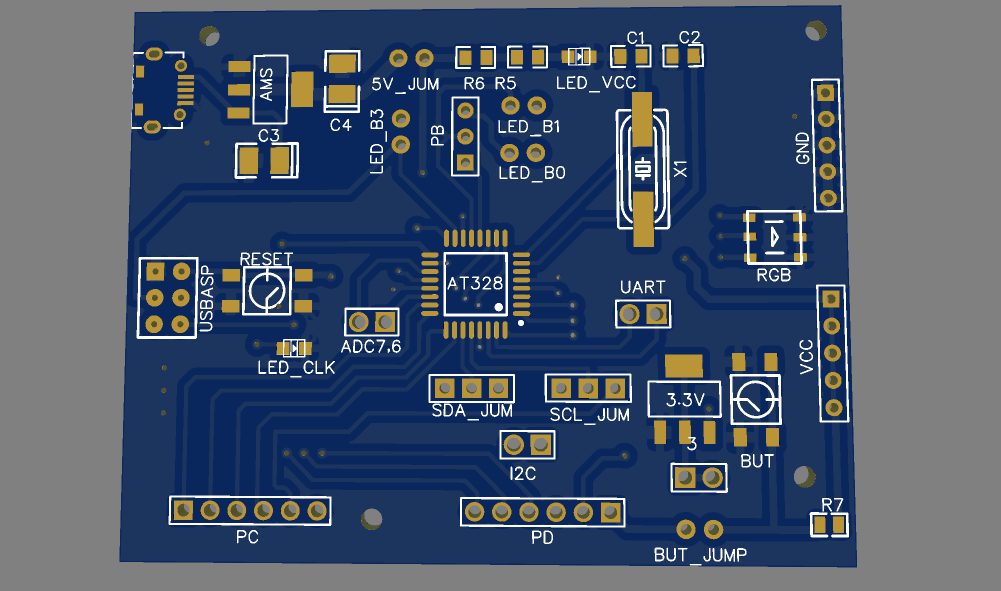 C1
C2
AMS
5V_JUM
R6 R5
LED_VCC
C4
LED_B3
PB
LED_B1
C3
GND
LED_B0
X1
RESET
USBASP
AT328
RGB
UART
ADC7,6
LED_CLK
VCC
3.3V
SDA_JUM
SCL_JUM
3
BUT
I2C
R7
PC
PD
BUT_JUMP